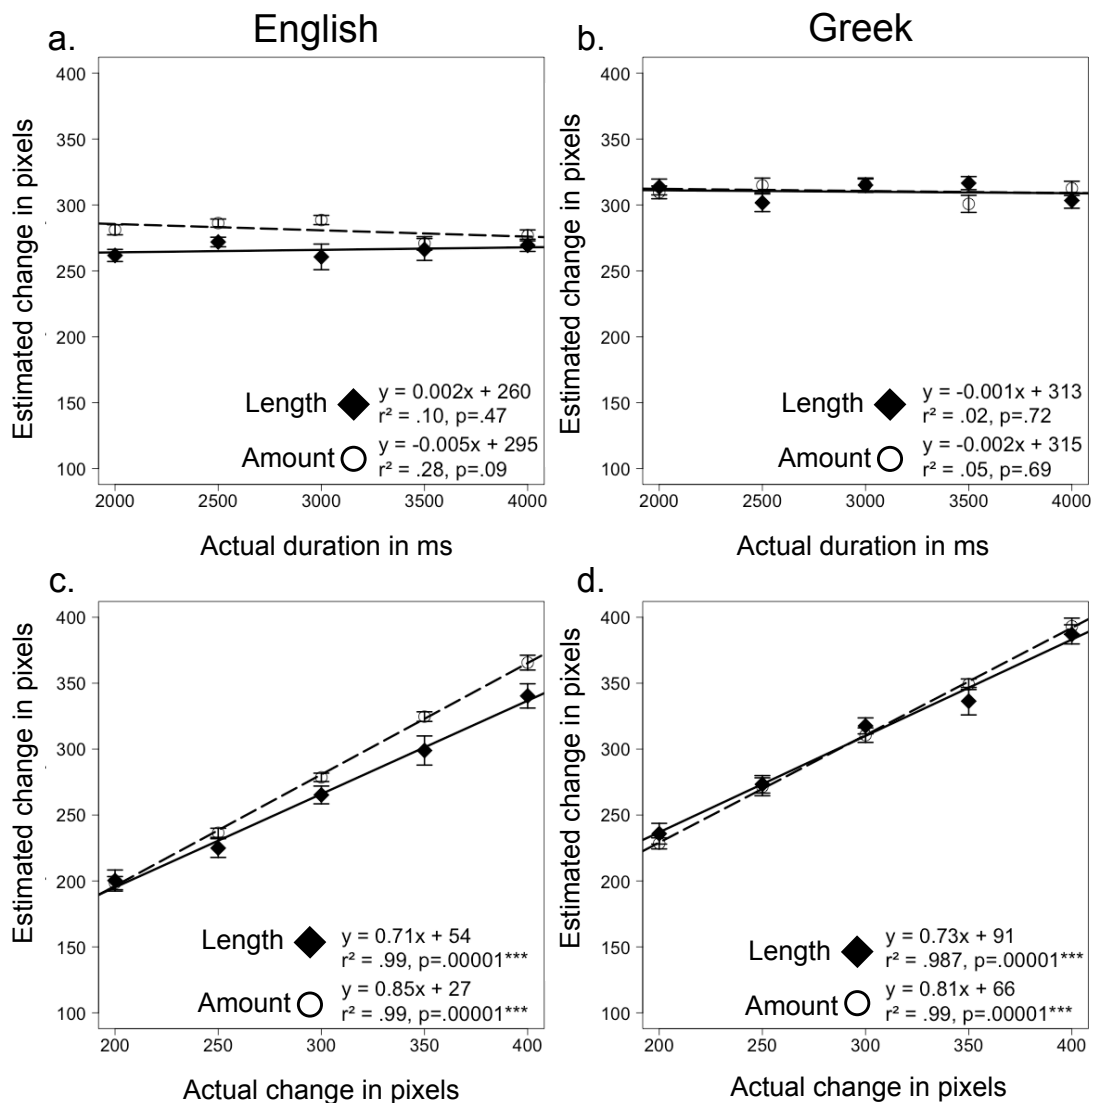 English
Greek
a.
Estimated change in pixels
400
350
300
250
200
150
100
Length
y = 0.002x + 260
r² = .10, p=.47
Amount
y = -0.005x + 295
r² = .28, p=.09
2000 2500 3000 3500 4000
Actual duration in ms
b.
Estimated change in pixels
400
350
300
250
200
150
100
Length
y = -0.001x + 313
r² = .02, p=.72
Amount
y = -0.002x + 315
r² = .05, p=.69
2000 2500 3000 3500 4000
Actual duration in ms
c.
Estimated change in pixels
400
350
300
250
200
150
100
Length
y = 0.71x + 54
r² = .99, p=.00001***
Amount
y = 0.85x + 27
r² = .99, p=.00001***
200 250 300 350 400
Actual change in pixels
d.
Estimated change in pixels
400
350
300
250
200
150
100
Length
y = 0.73x + 91
r² = .987, p=.00001***
Amount
y = 0.81x + 66
r² = .99, p=.00001***
200 250 300 350 400
Actual change in pixels